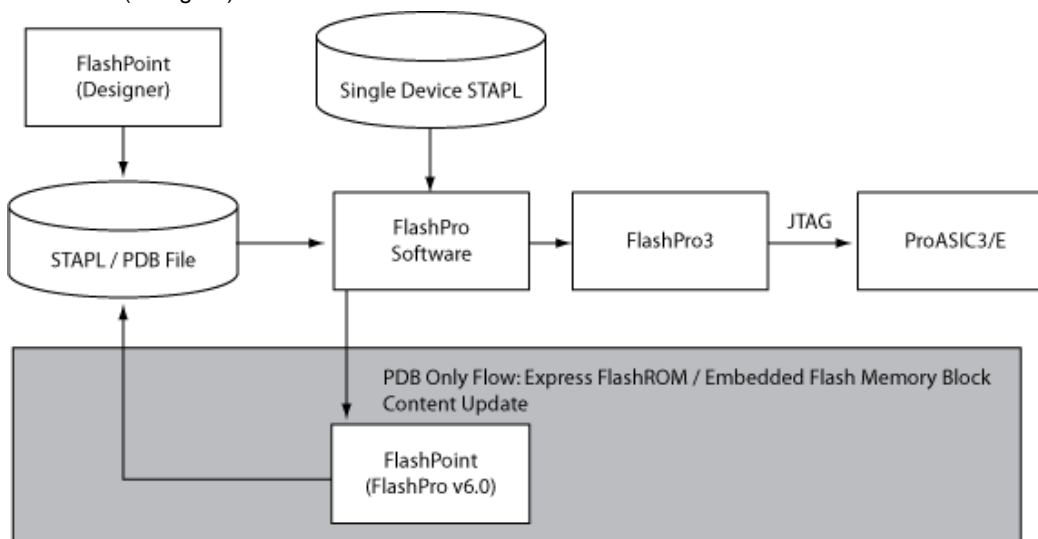 FlashPoint
(Designer)
Single Device STAPL
STAPL / PDB File
FlashPro
Software
FlashPro3
JTAG
ProASIC3/E
PDB Only Flow: Express FlashROM / Embedded Flash Memory Block
Content Update
FlashPoint
(FlashPro v6.0)